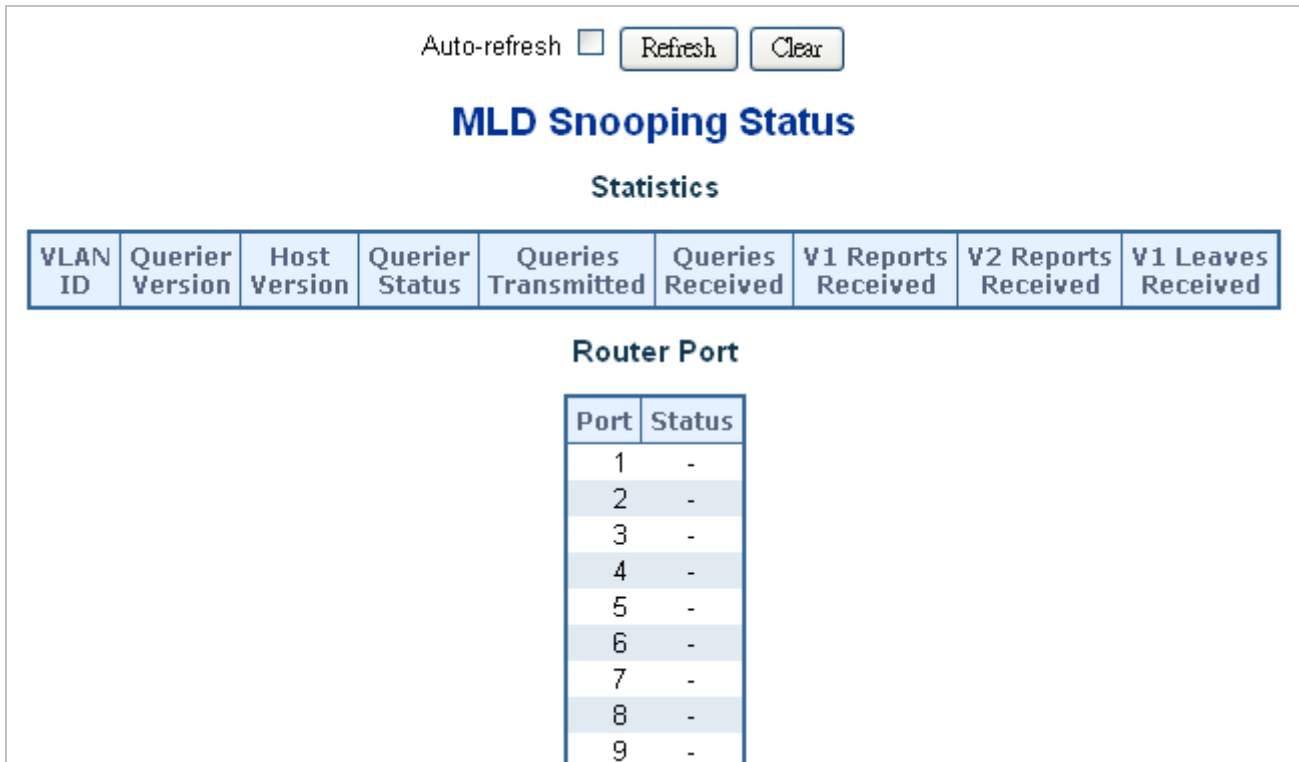 Auto-refresh Refresh Clear
MLD Snooping Status
Statistics
VLAN ID Querier Version Host Version Querier Status Queries Transmitted Queries Received V1 Reports Received V2 Reports Received V1 Leaves Received
Router Port
Port Status
1 -
2 -
3 -
4 -
5 -
6 -
7 -
8 -
9 -